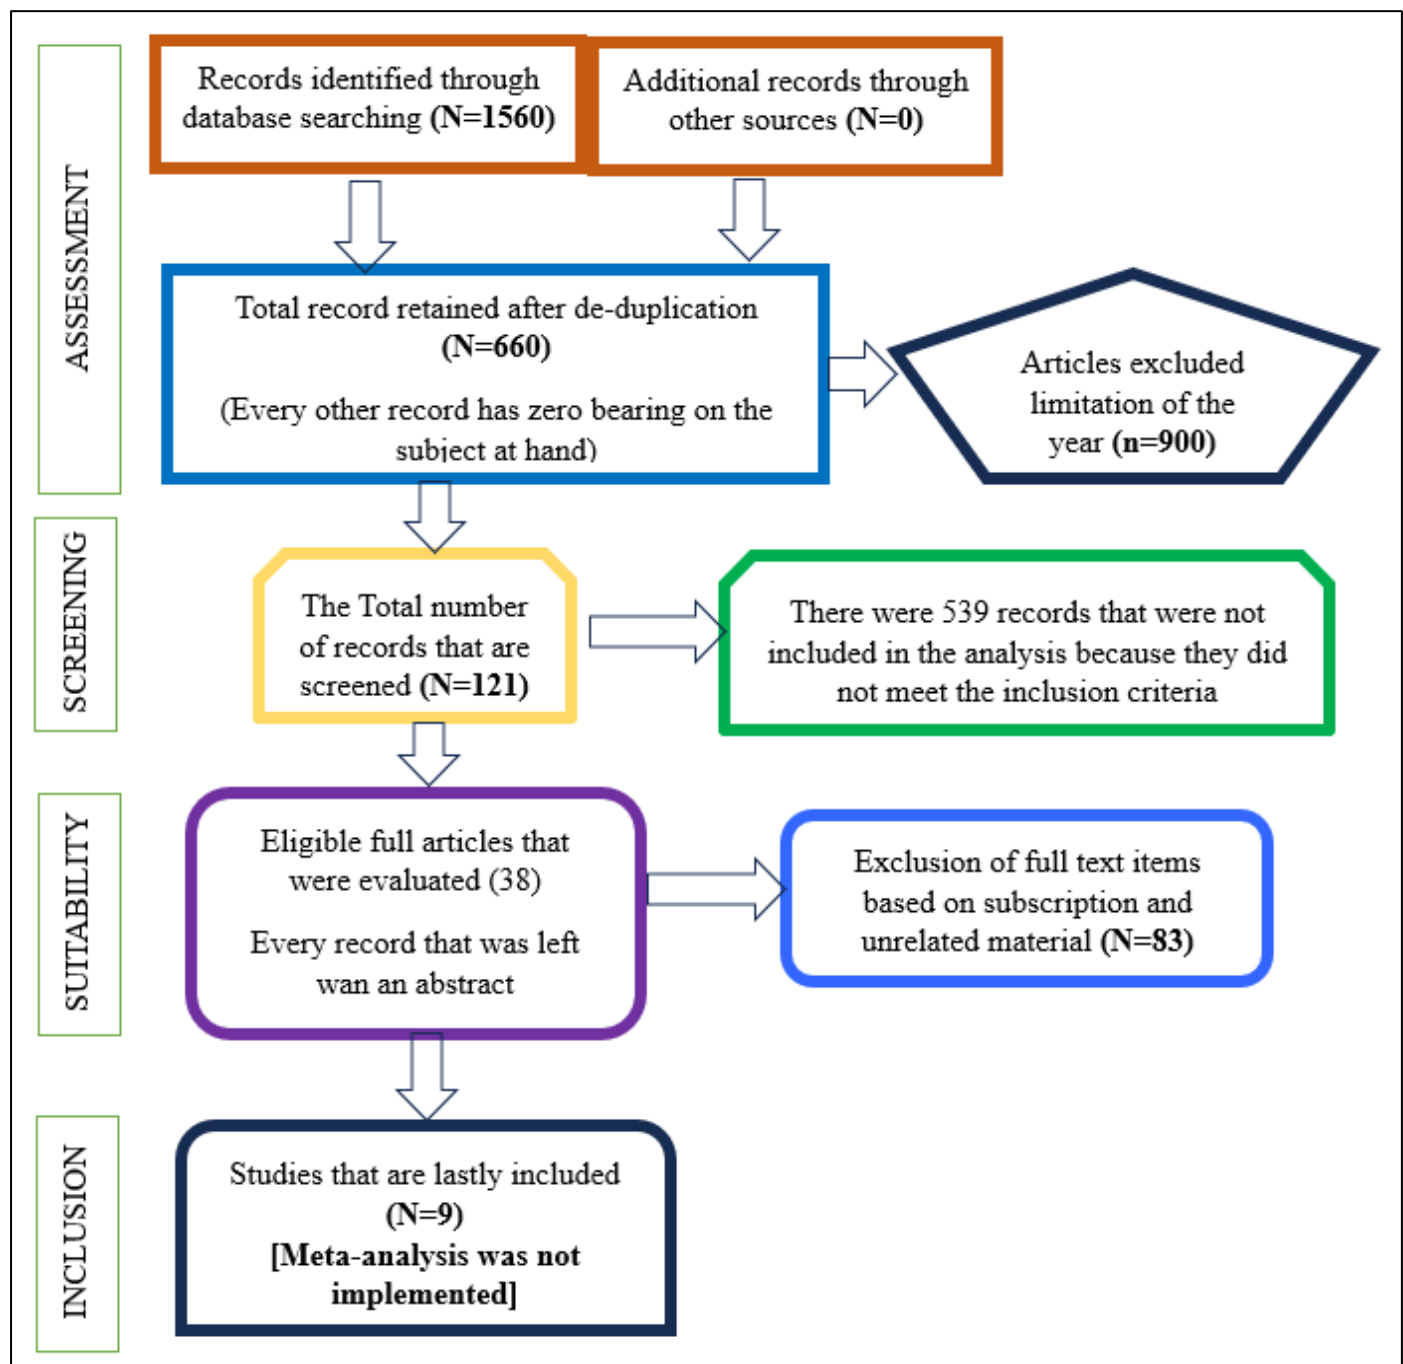 ASSESSMENT
Records identified through
database searching (N=1560)
Additional records through
other sources (N=0)
Total record retained after de-duplication
(N=660)
(Every other record has zero bearing on the
subject at hand)
Articles excluded
limitation of the
year (n=900)
SCREENING
The Total number
of records that are
screened (N=121)
There were 539 records that were not
included in the analysis because they did
not meet the inclusion criteria
SUITABILITY
Eligible full articles that
were evaluated (38)
Every record that was left
wan an abstract
Exclusion of full text items
based on subscription and
unrelated material (N=83)
INCLUSION
Studies that are lastly included
(N=9)
[Meta-analysis was not
implemented]